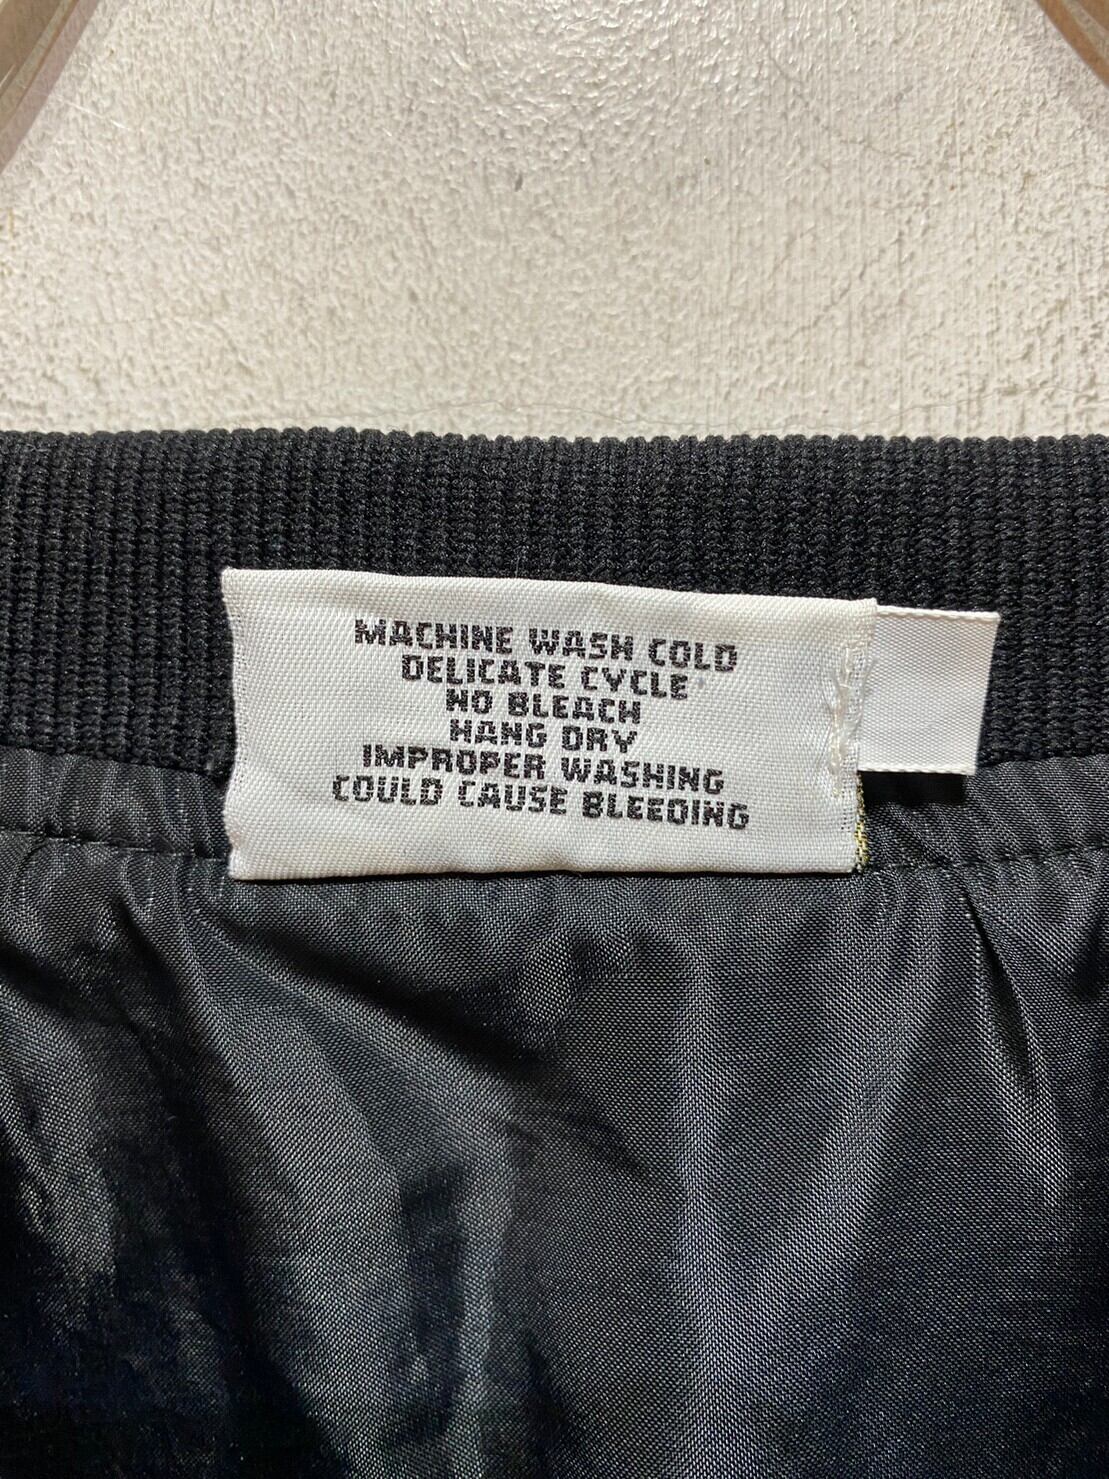 MACHINE WASH COLD
DELICATE CYCLE
NO BLEACH
HANG DRY
IMPROPER WASHING
COULD CAUSE BLEEDING